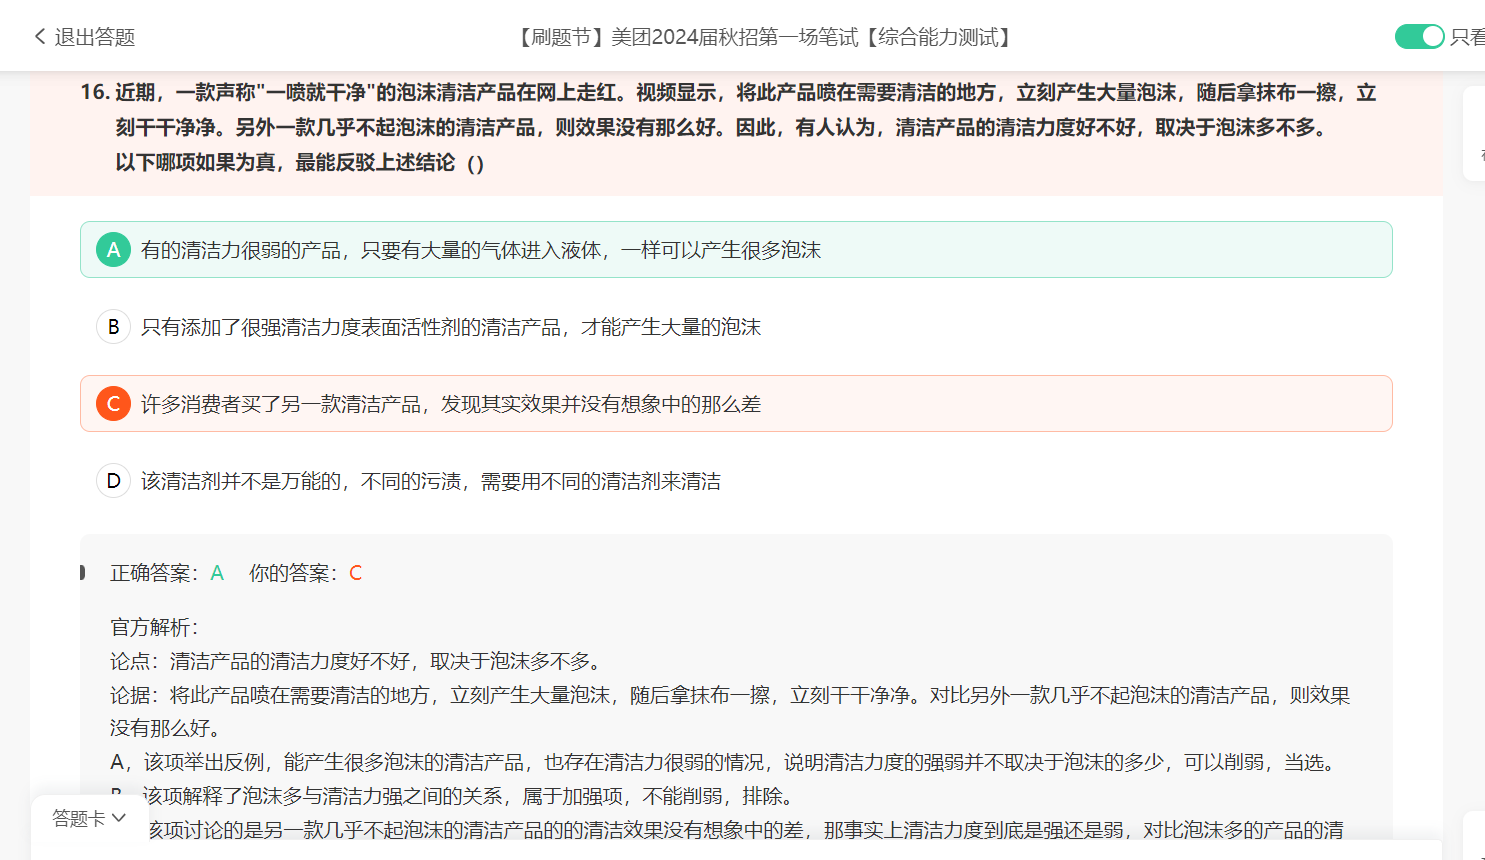 退出答题
【刷题节】美团2024届秋招第一场笔试【综合能力测试】
只看
16. 近期，一款声称"一喷就干净"的泡沫清洁产品在网上走红。视频显示，将此产品喷在需要清洁的地方，立刻产生大量泡沫，随后拿抹布一擦，立
刻干干净净。另外一款几乎不起泡沫的清洁产品，则效果没有那么好。因此，有人认为，清洁产品的清洁力度好不好，取决于泡沫多不多。
以下哪项如果为真，最能反驳上述结论（）
A 有的清洁力很弱的产品，只要有大量的气体进入液体，一样可以产生很多泡沫
B 只有添加了很强清洁力度表面活性剂的清洁产品，才能产生大量的泡沫
C 许多消费者买了另一款清洁产品，发现其实效果并没有想象中的那么差
D 该清洁剂并不是万能的，不同的污渍，需要用不同的清洁剂来清洁
正确答案：A 你的答案：C
官方解析：
论点：清洁产品的清洁力度好不好，取决于泡沫多不多。
论据：将此产品喷在需要清洁的地方，立刻产生大量泡沫，随后拿抹布一擦，立刻干干净净。对比另外一款几乎不起泡沫的清洁产品，则效果
没有那么好。
A，该项举出反例，能产生很多泡沫的清洁产品，也存在清洁力很弱的情况，说明清洁力度的强弱并不取决于泡沫的多少，可以削弱，当选。
B，该项解释了泡沫多与清洁力强之间的关系，属于加强项，不能削弱，排除。
该项讨论的是另一款几乎不起泡沫的清洁产品的的清洁效果没有想象中的差，那事实上清洁力度到底是强还是弱，对比泡沫多的产品的清
答题卡